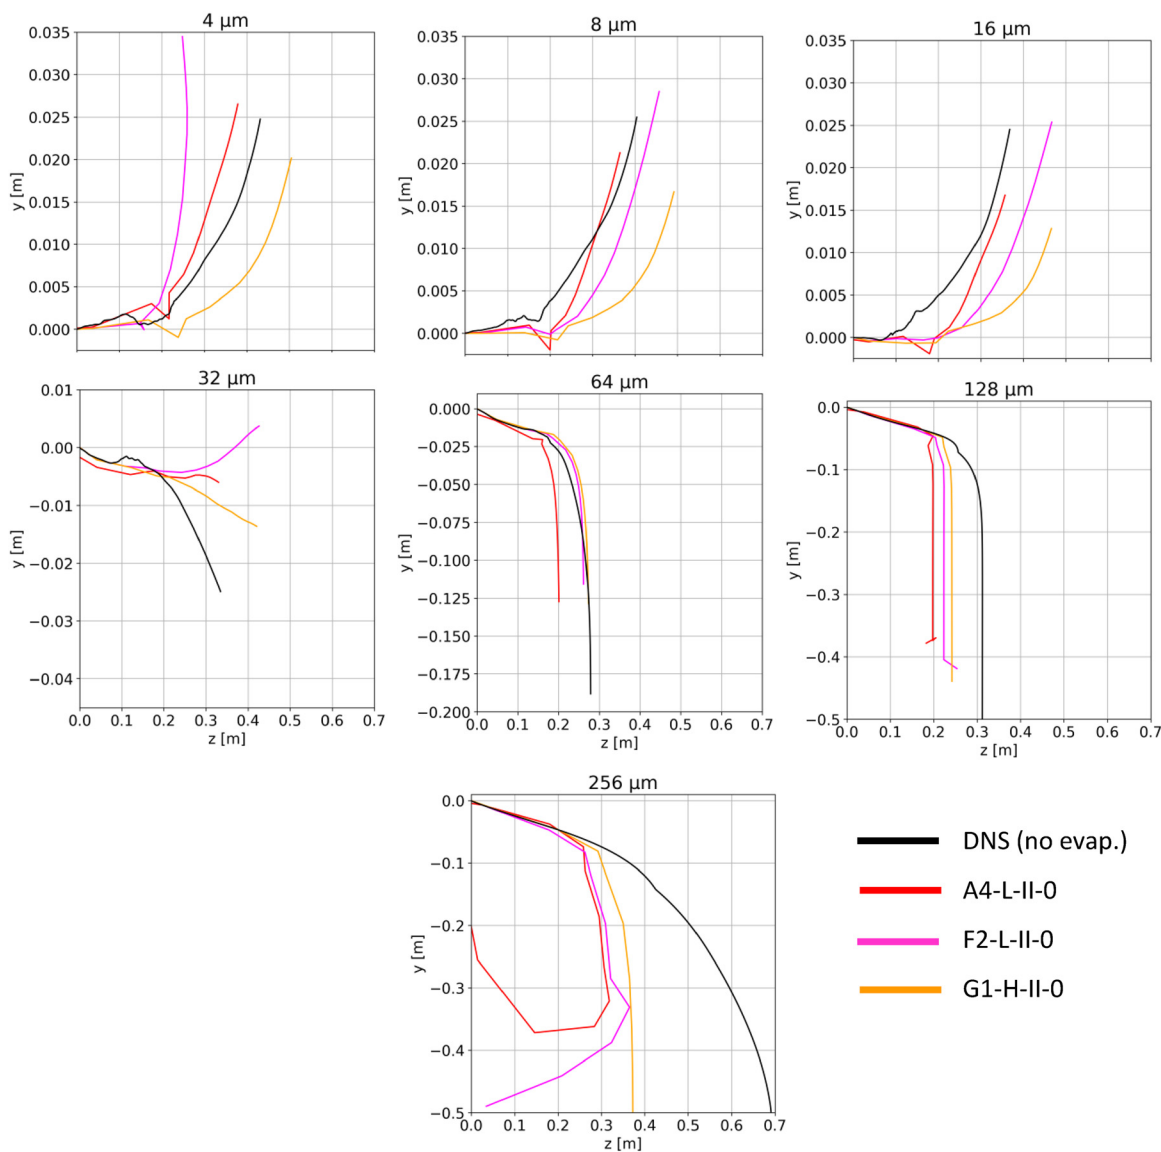 4 μm
0.035
0.030
0.025
0.020
0.015
0.010
0.005
0.000
y [m]
8 μm
0.035
0.030
0.025
0.020
0.015
0.010
0.005
0.000
y [m]
16 μm
0.035
0.030
0.025
0.020
0.015
0.010
0.005
0.000
y [m]
32 μm
0.01
0.00
−0.01
−0.02
−0.03
−0.04
y [m]
0.0 0.1 0.2 0.3 0.4 0.5 0.6 0.7
z [m]
64 μm
0.000
−0.025
−0.050
−0.075
−0.100
−0.125
−0.150
−0.175
−0.200
y [m]
0.0 0.1 0.2 0.3 0.4 0.5 0.6 0.7
z [m]
128 μm
0.0
−0.1
−0.2
−0.3
−0.4
−0.5
y [m]
0.0 0.1 0.2 0.3 0.4 0.5 0.6 0.7
z [m]
256 μm
0.0
−0.1
−0.2
−0.3
−0.4
−0.5
y [m]
0.0 0.1 0.2 0.3 0.4 0.5 0.6 0.7
z [m]
DNS (no evap.)
A4-L-II-0
F2-L-II-0
G1-H-II-0